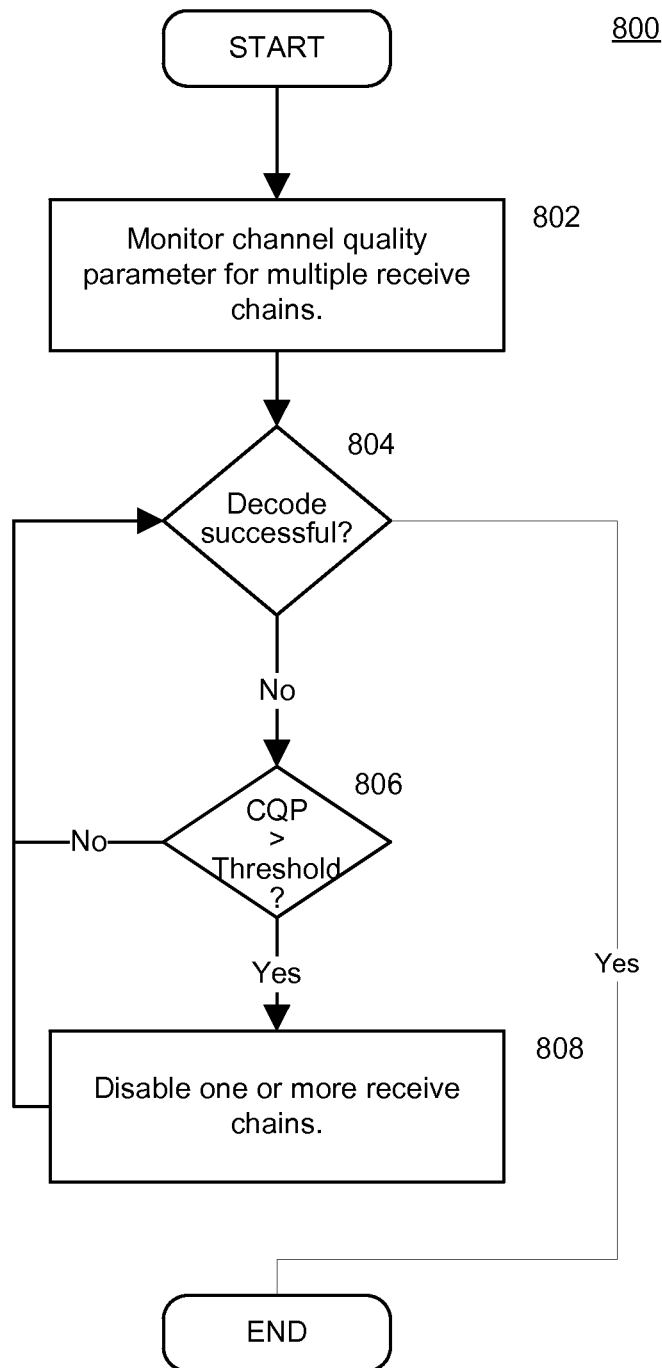 800
START
802
Monitor channel quality
parameter for multiple receive
chains.
804
Decode
successful?
No
806
CQP
>
Threshold
?
No
Yes
Yes
808
Disable one or more receive
chains.
END